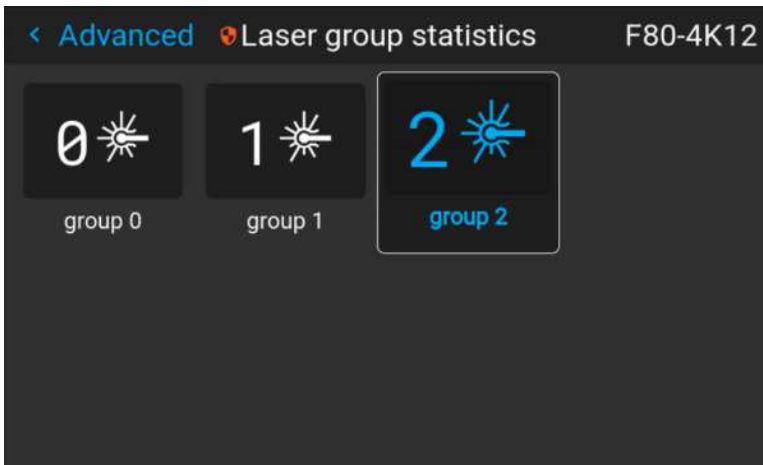 < Advanced Laser group statistics F80-4K12
0 1 2
group 0 group 1 group 2